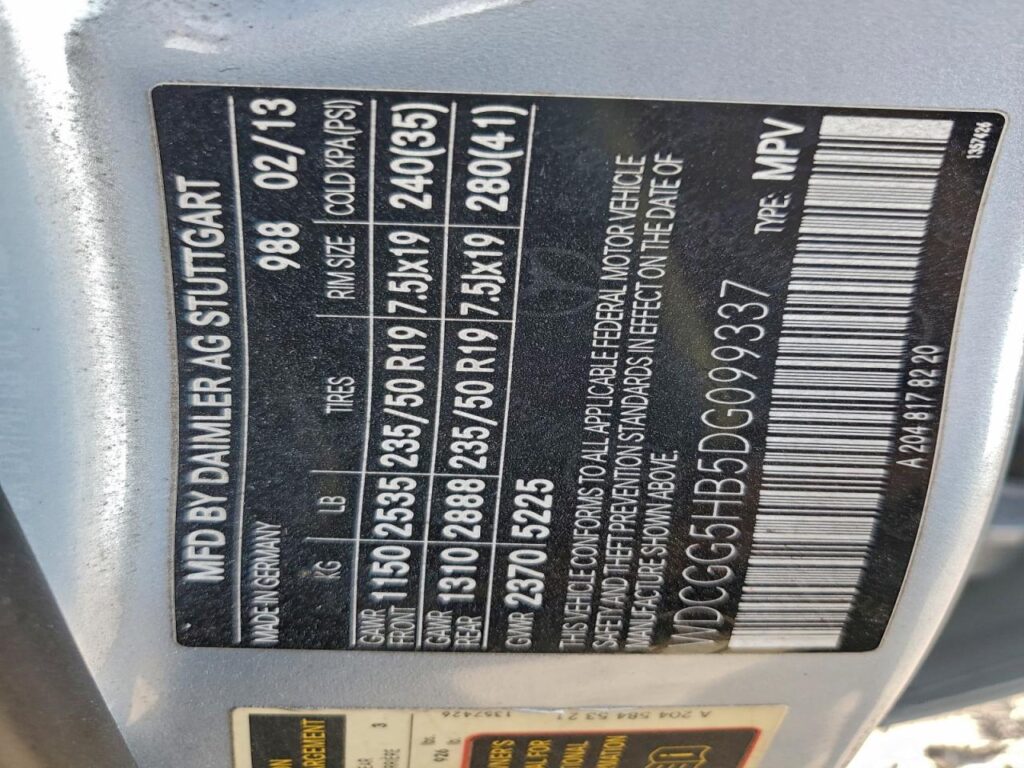 MFD BY DAIMLER AG STUTTGART
MADE IN GERMANY 988 02/13
KG LB TIRES RIM SIZE COLD KPA(PSI)
GAWR FRONT 1150 2535 235/50 R19 7.5Jx19 240(35)
GAWR REAR 1310 2888 235/50 R19 7.5Jx19 280(41)
GVWR 2370 5225
THIS VEHICLE CONFORMS TO ALL APPLICABLE FEDERAL MOTOR VEHICLE
SAFETY AND THEFT PREVENTION STANDARDS IN EFFECT ON THE DATE OF
MANUFACTURE SHOWN ABOVE.
WDCGG5HB5DG099337 TYPE: MPV
A 204 817 82 20
1357426
A 204 584 53 21
1357426
3
926